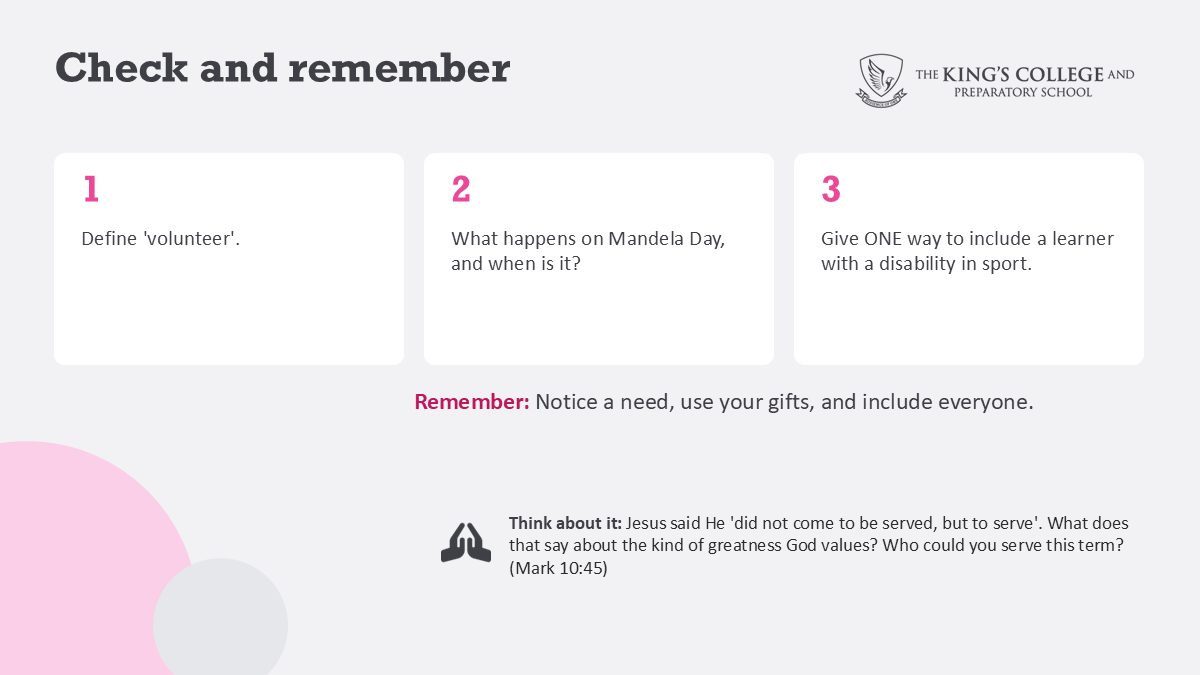 Check and remember
THE KING'S COLLEGE AND
PREPARATORY SCHOOL
1
Define 'volunteer'.
2
What happens on Mandela Day,
and when is it?
3
Give ONE way to include a learner
with a disability in sport.
Remember: Notice a need, use your gifts, and include everyone.
Think about it: Jesus said He 'did not come to be served, but to serve'. What does
that say about the kind of greatness God values? Who could you serve this term?
(Mark 10:45)